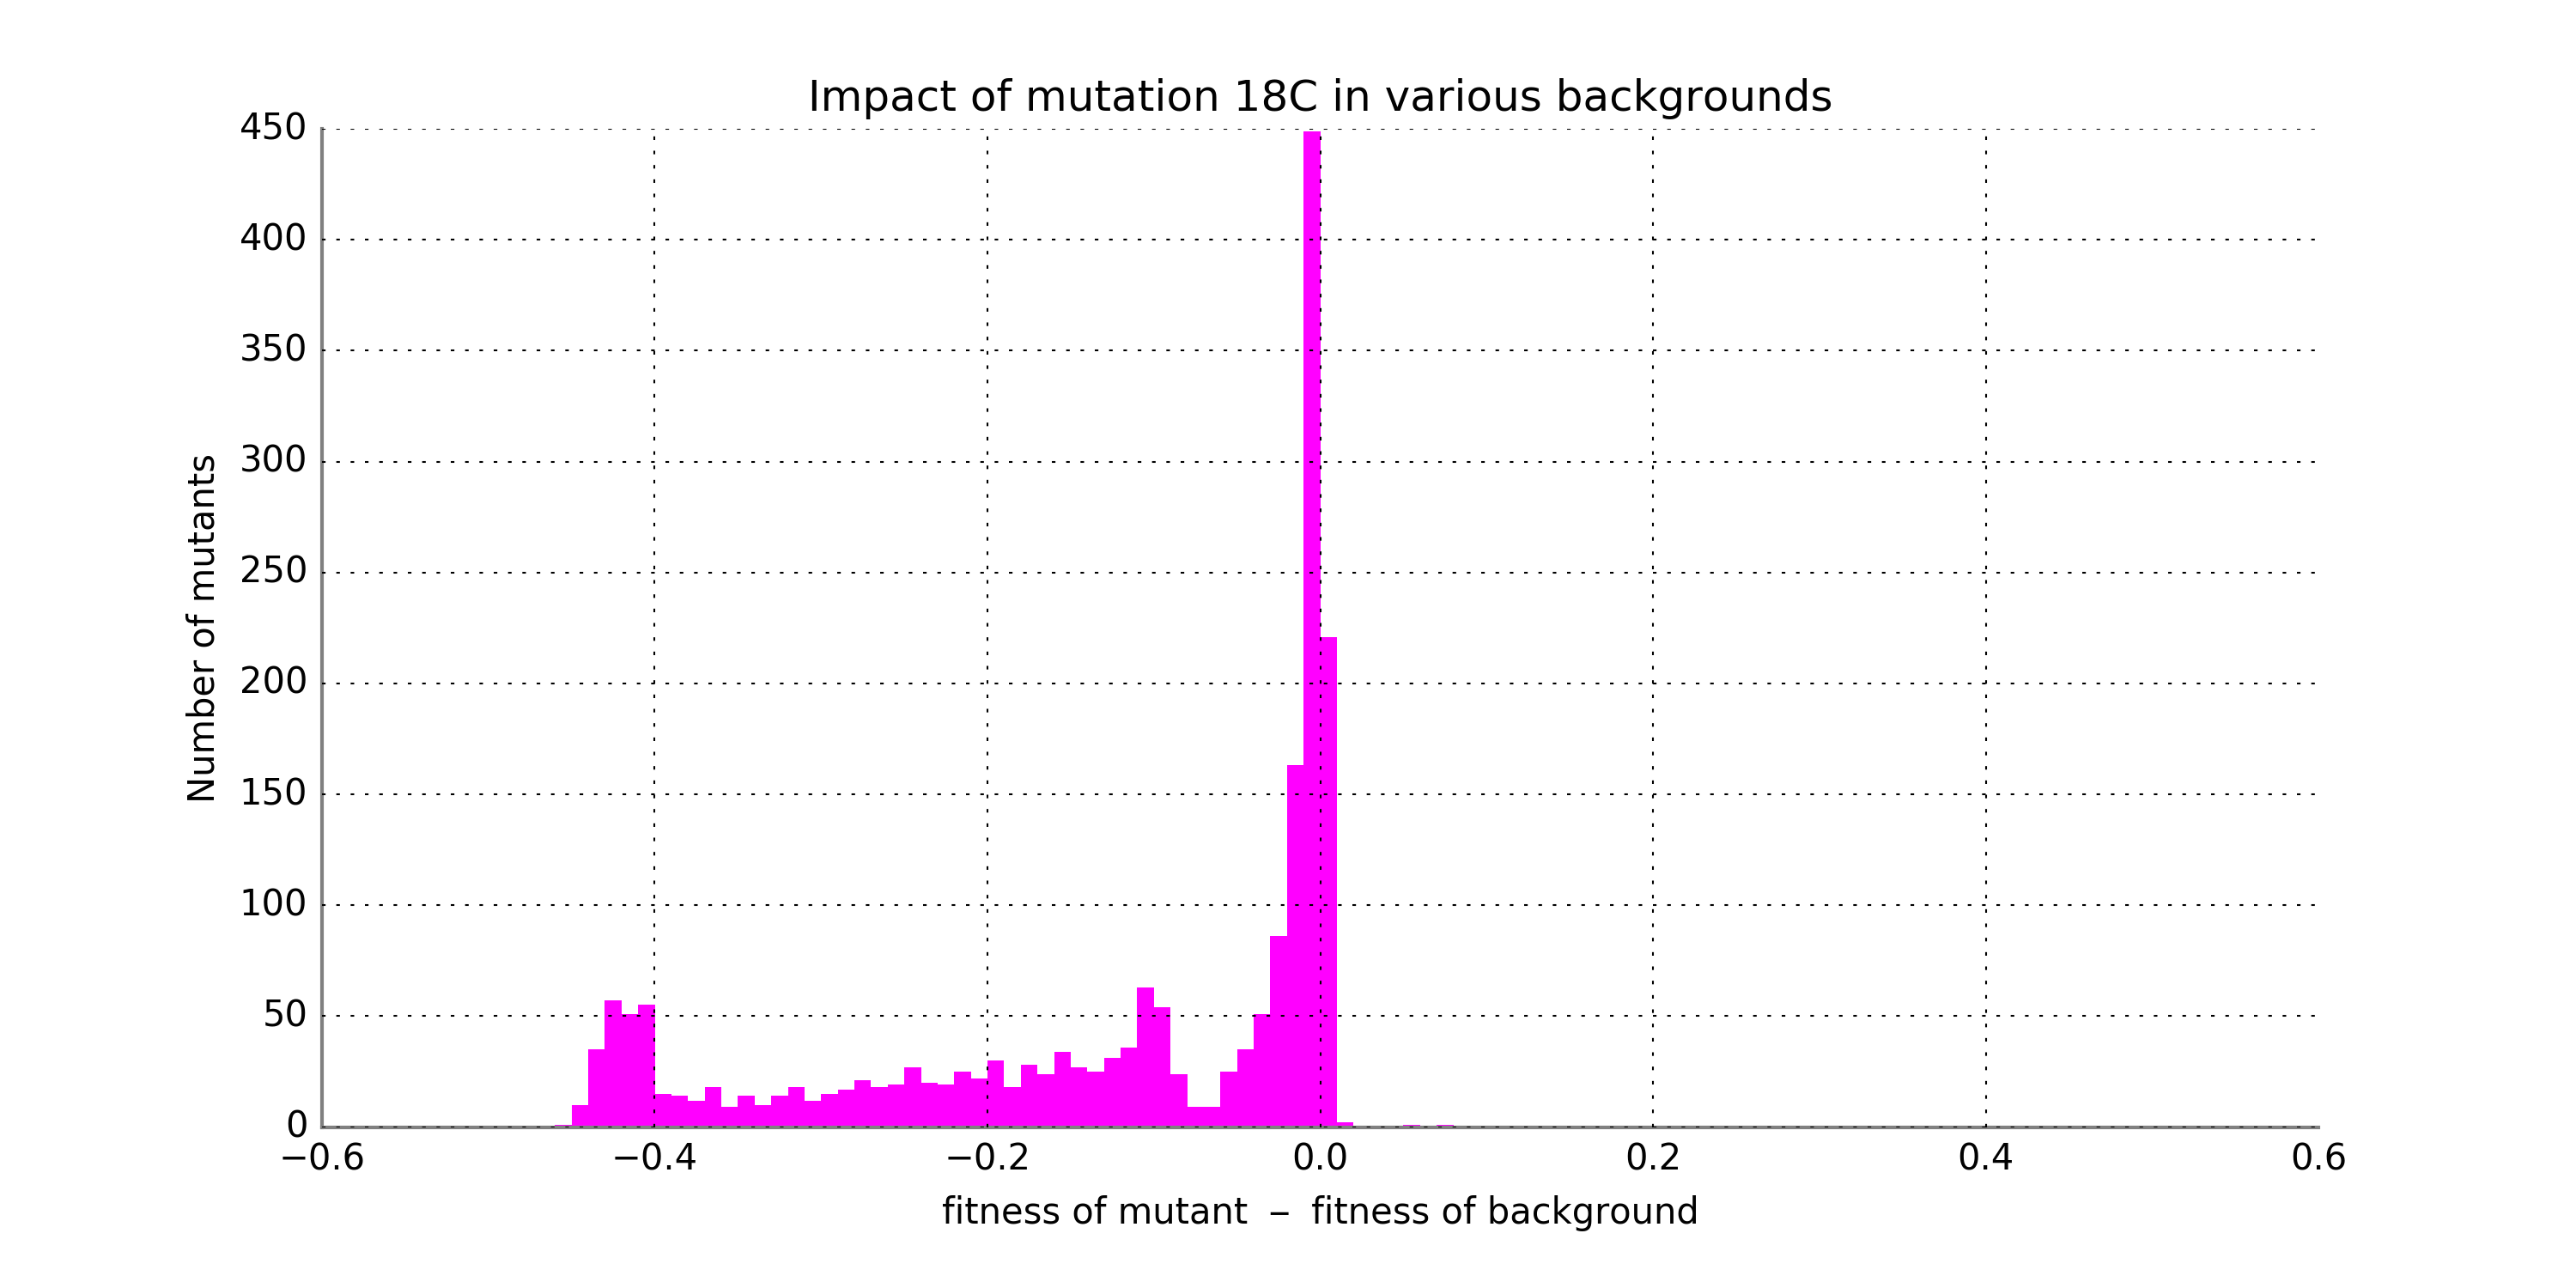 Impact of mutation 18C in various backgrounds
450
400
350
300
250
200
150
100
50
0
Number of mutants
−0.6 −0.4 −0.2 0.0 0.2 0.4 0.6
fitness of mutant − fitness of background